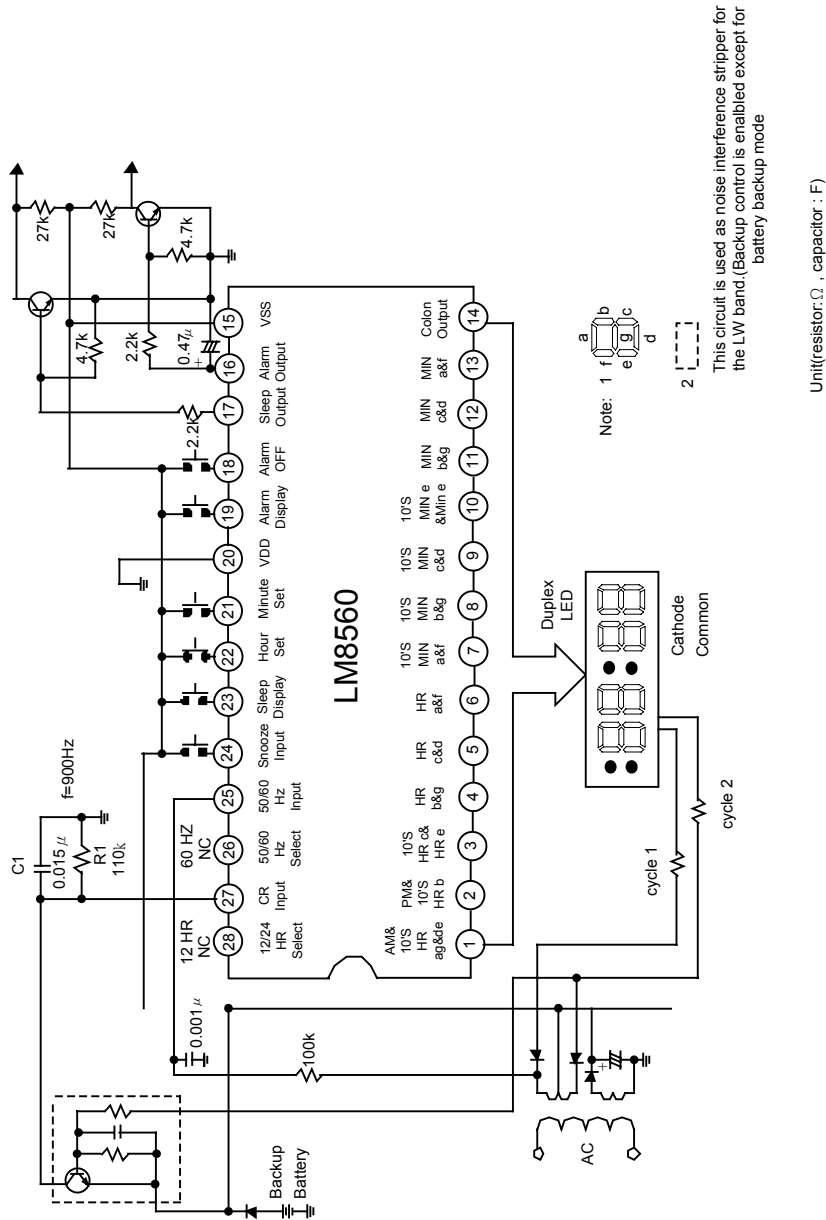 C1
0.015 μ
R1
110k
f=900Hz
27k
27k
4.7k
2.2k
4.7k
0.47μ
+
2.2k
12 HR
NC
60 HZ
NC
28
27
26
25
24
23
22
21
20
19
18
17
16
15
12/24
HR
Select
CR
Input
50/60
Hz
Select
50/60
Hz
Input
Snooze
Input
Sleep
Display
Hour
Set
Minute
Set
VDD
Alarm
Display
Alarm
OFF
Sleep
Output
Alarm
Output
VSS
LM8560
AM&
10'S
HR
ag&de
PM&
10'S
HR b
10'S
HR c&
HR e
HR
b&g
HR
c&d
HR
a&f
10'S
MIN
a&f
10'S
MIN
b&g
10'S
MIN
c&d
10'S
MIN e
&Min e
MIN
b&g
MIN
c&d
MIN
a&f
Colon
Output
1
2
3
4
5
6
7
8
9
10
11
12
13
14
0.001 μ
100k
Backup
Battery
AC
+
cycle 1
cycle 2
Duplex
LED
Cathode
Common
Note: 1
a
f
b
g
e
c
d
2
This circuit is used as noise interference stripper for
the LW band.(Backup control is enalbled except for
battery backup mode
Unit(resistor:Ω , capacitor : F)